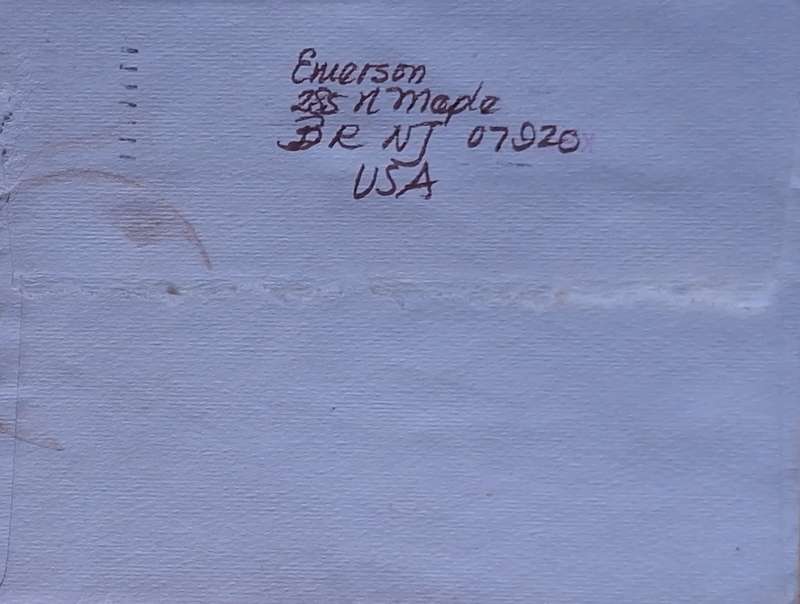 Emerson
285 N Maple
BR NJ 07920
USA